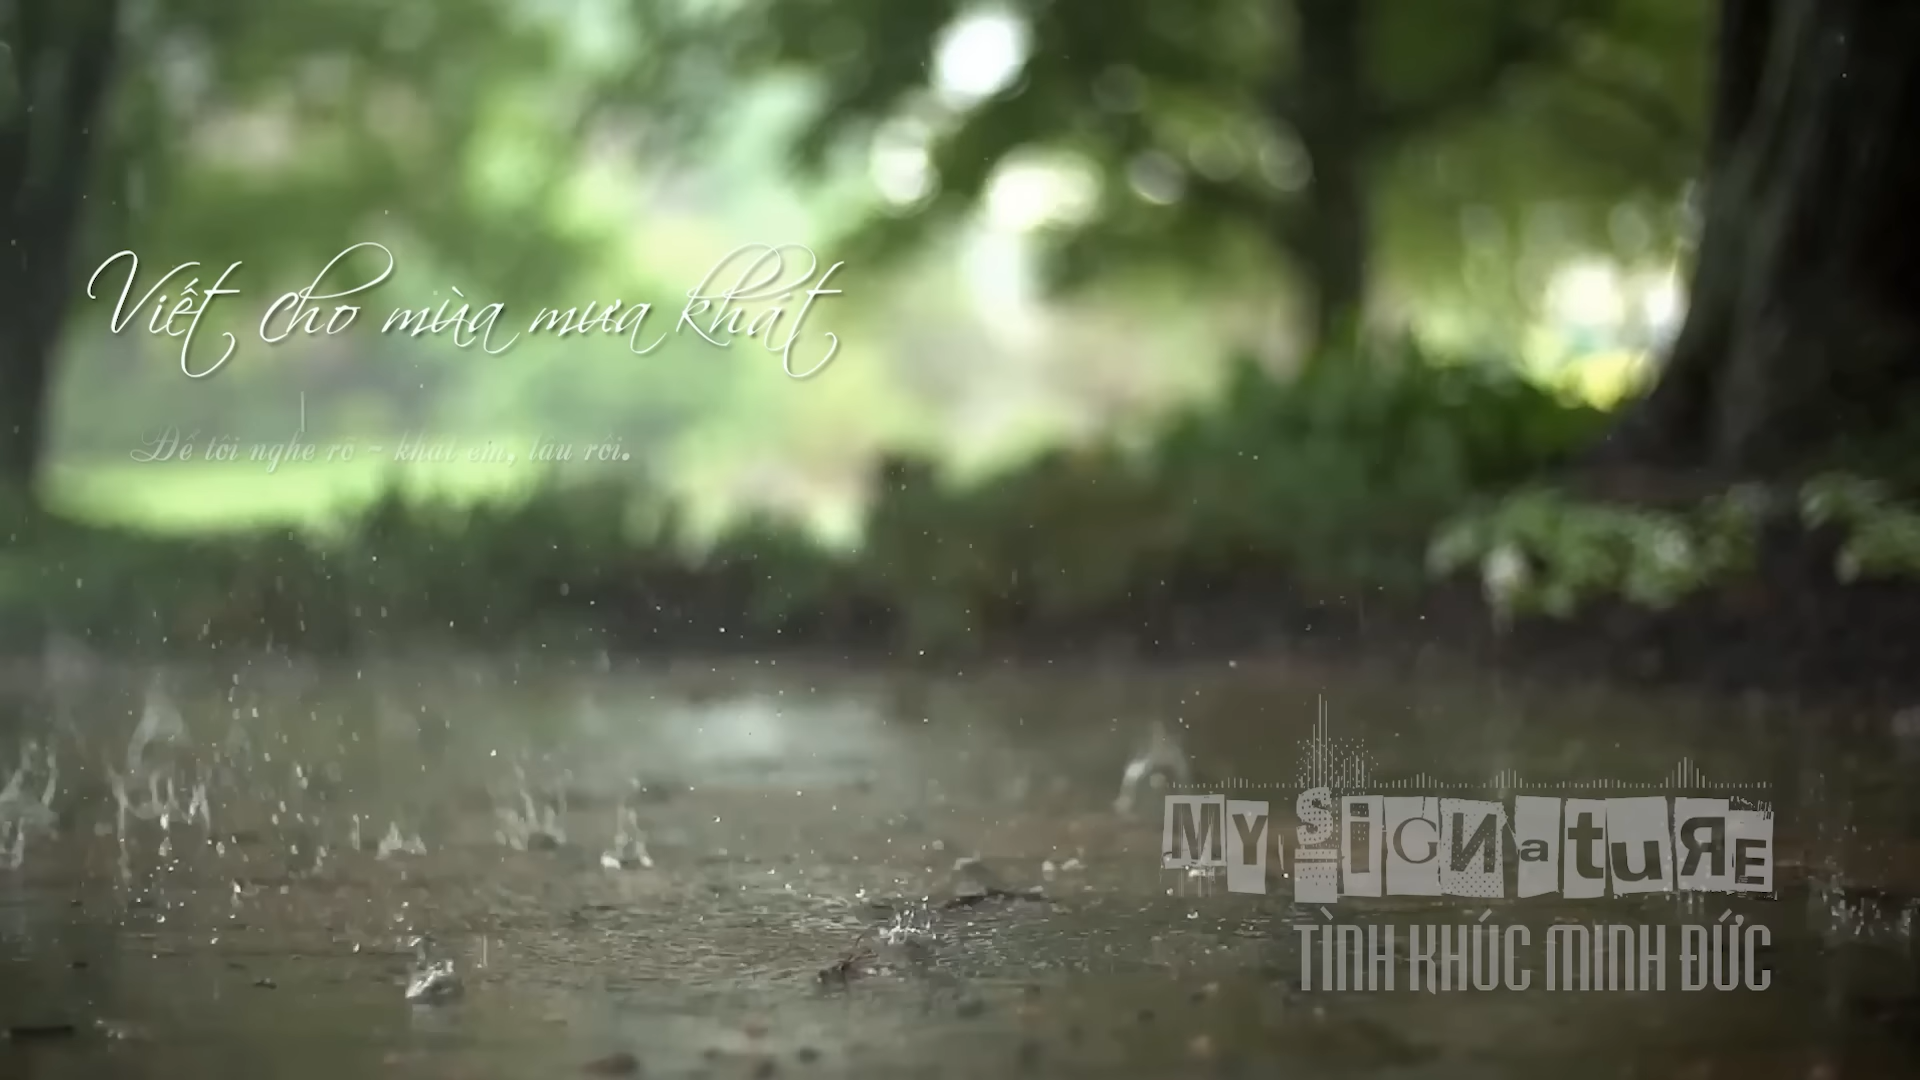 Viết cho mùa mưa khát
Để tôi nghe rõ - khát em, lâu rồi.
MY SiGNatuRE
TÌNH KHÚC MINH ĐỨC